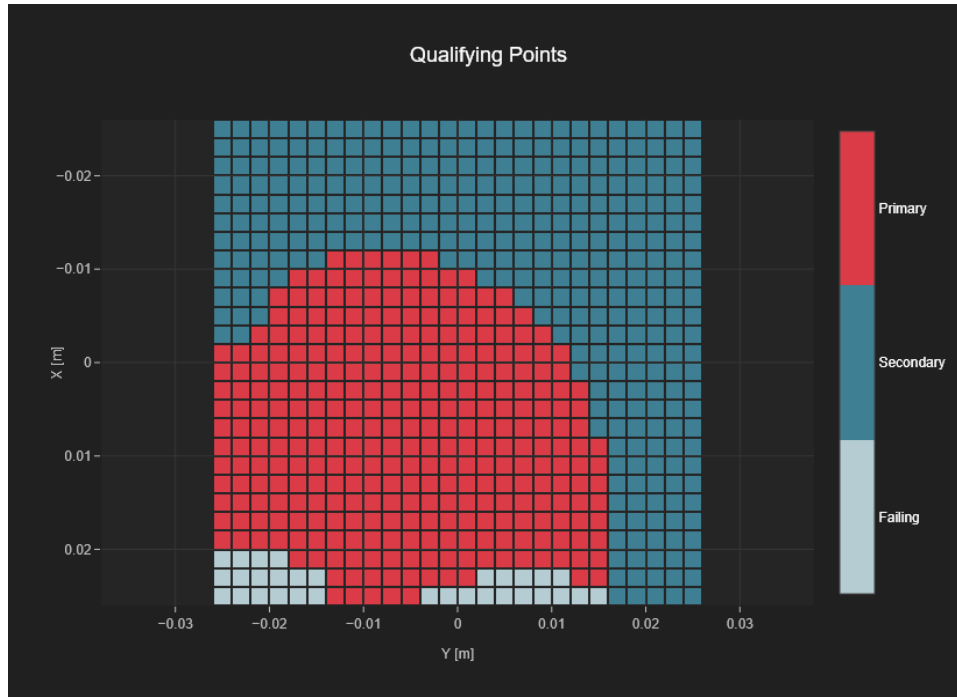 Qualifying Points
−0.02
−0.01
0
0.01
0.02
X [m]
−0.03
−0.02
−0.01
0
0.01
0.02
0.03
Y [m]
Primary
Secondary
Failing